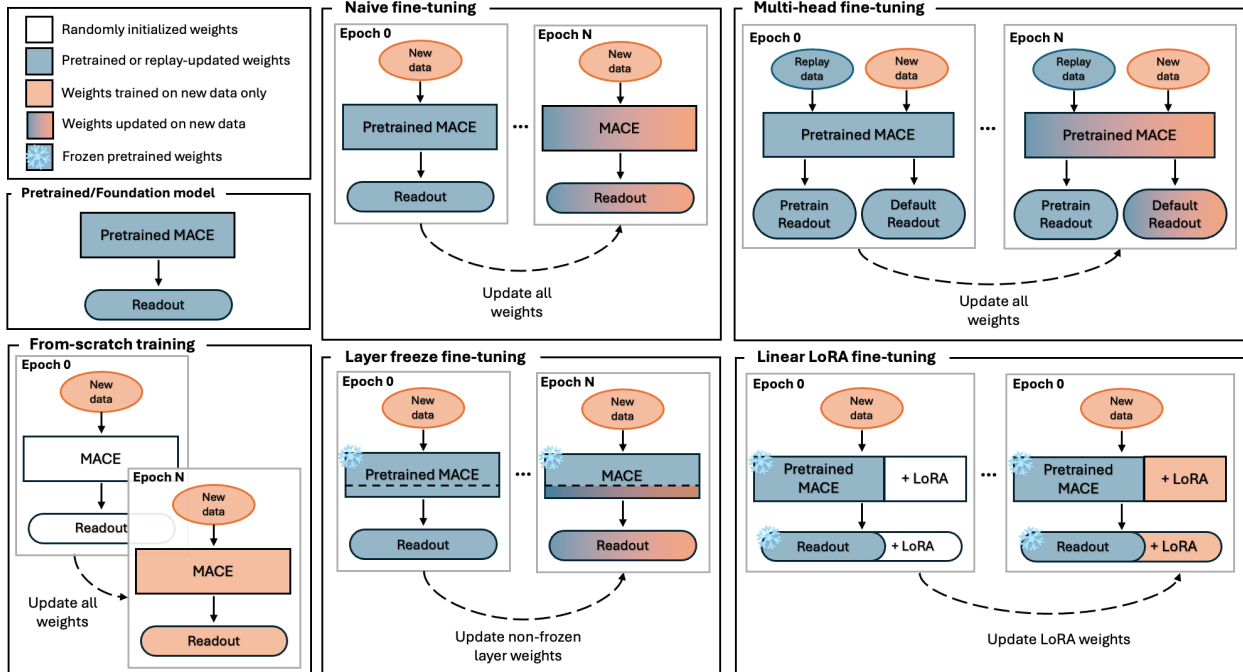 Randomly initialized weights
Pretrained or replay-updated weights
Weights trained on new data only
Weights updated on new data
Frozen pretrained weights
Pretrained/Foundation model
Pretrained MACE
Readout
From-scratch training
Epoch 0
New
data
MACE
Readout
Epoch N
New
data
MACE
Readout
Update all
weights
Naive fine-tuning
Epoch 0
New
data
Pretrained MACE
Readout
...
Epoch N
New
data
MACE
Readout
Update all
weights
Multi-head fine-tuning
Epoch 0
Replay
data
New
data
Pretrained MACE
Pretrain
Readout
Default
Readout
...
Epoch N
Replay
data
New
data
Pretrained MACE
Pretrain
Readout
Default
Readout
Update all
weights
Layer freeze fine-tuning
Epoch 0
New
data
Pretrained MACE
Readout
...
Epoch N
New
data
MACE
Readout
Update non-frozen
layer weights
Linear LoRA fine-tuning
Epoch 0
New
data
Pretrained
MACE
+ LoRA
Readout
+ LoRA
...
Epoch 0
New
data
Pretrained
MACE
+ LoRA
Readout
+ LoRA
Update LoRA weights